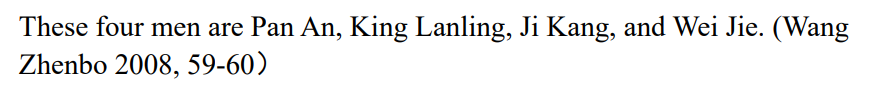 These four men are Pan An, King Lanling, Ji Kang, and Wei Jie. (Wang
Zhenbo 2008, 59-60）